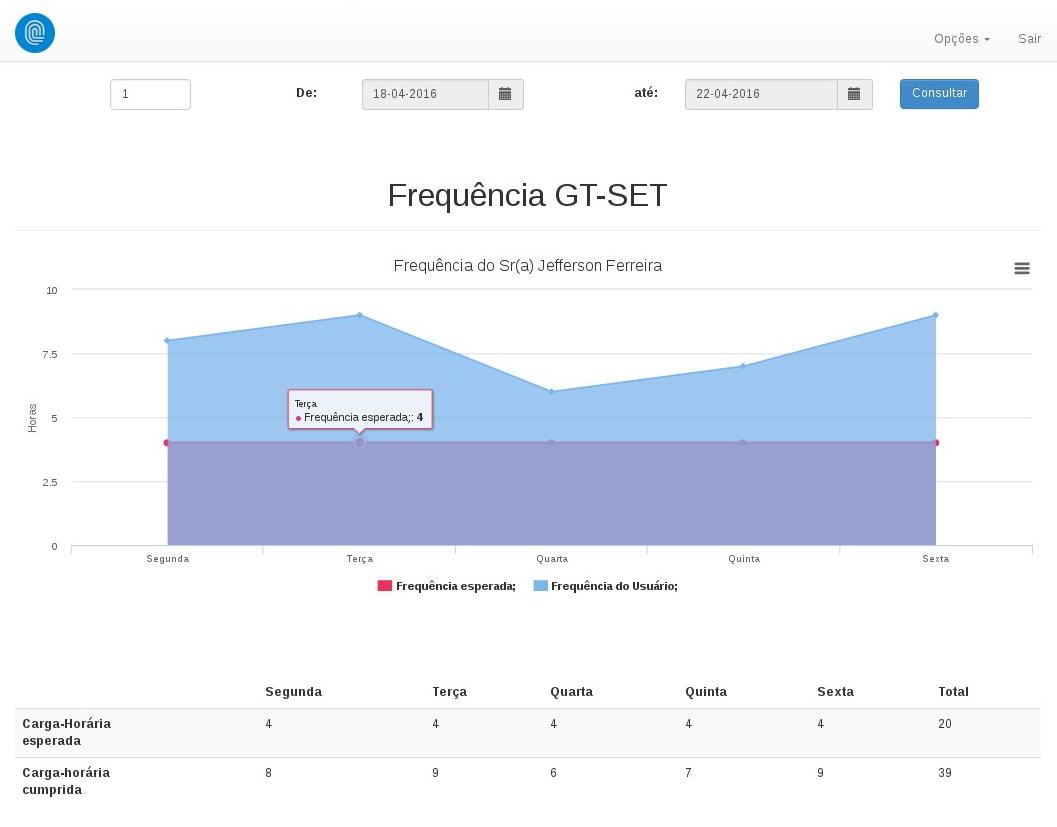 Opções Sair
1 De: 18-04-2016 até: 22-04-2016 Consultar
Frequência GT-SET
Frequência do Sr(a) Jefferson Ferreira
10
7.5
5
2.5
0
Horas
Terça
Frequência esperada;: 4
Segunda Terça Quarta Quinta Sexta
Frequência esperada; Frequência do Usuário;
Segunda Terça Quarta Quinta Sexta Total
Carga-Horária esperada 4 4 4 4 4 20
Carga-horária cumprida 8 9 6 7 9 39